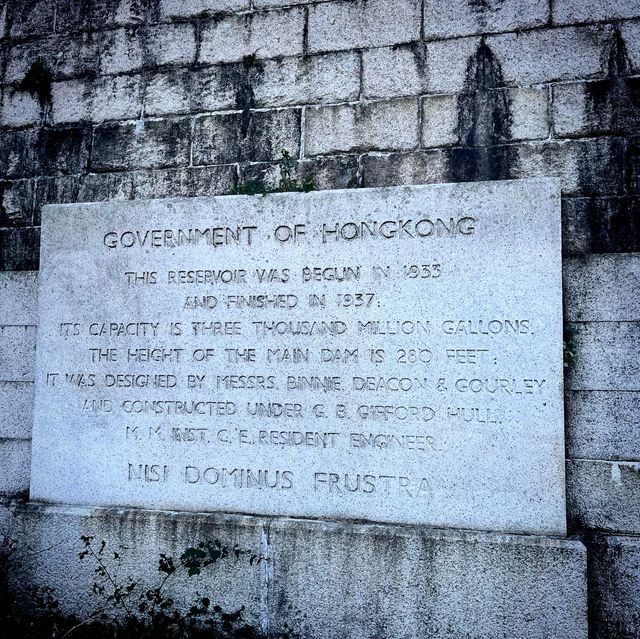 GOVERNMENT OF HONGKONG
THIS RESERVOIR WAS BEGUN IN 1933
AND FINISHED IN 1937.
ITS CAPACITY IS THREE THOUSAND MILLION GALLONS.
THE HEIGHT OF THE MAIN DAM IS 280 FEET.
IT WAS DESIGNED BY MESSRS. BINNIE, DEACON & GOURLEY
AND CONSTRUCTED UNDER G. B. GIFFORD HULL.
M. M. INST. C. E. RESIDENT ENGINEER.
NISI DOMINUS FRUSTRA